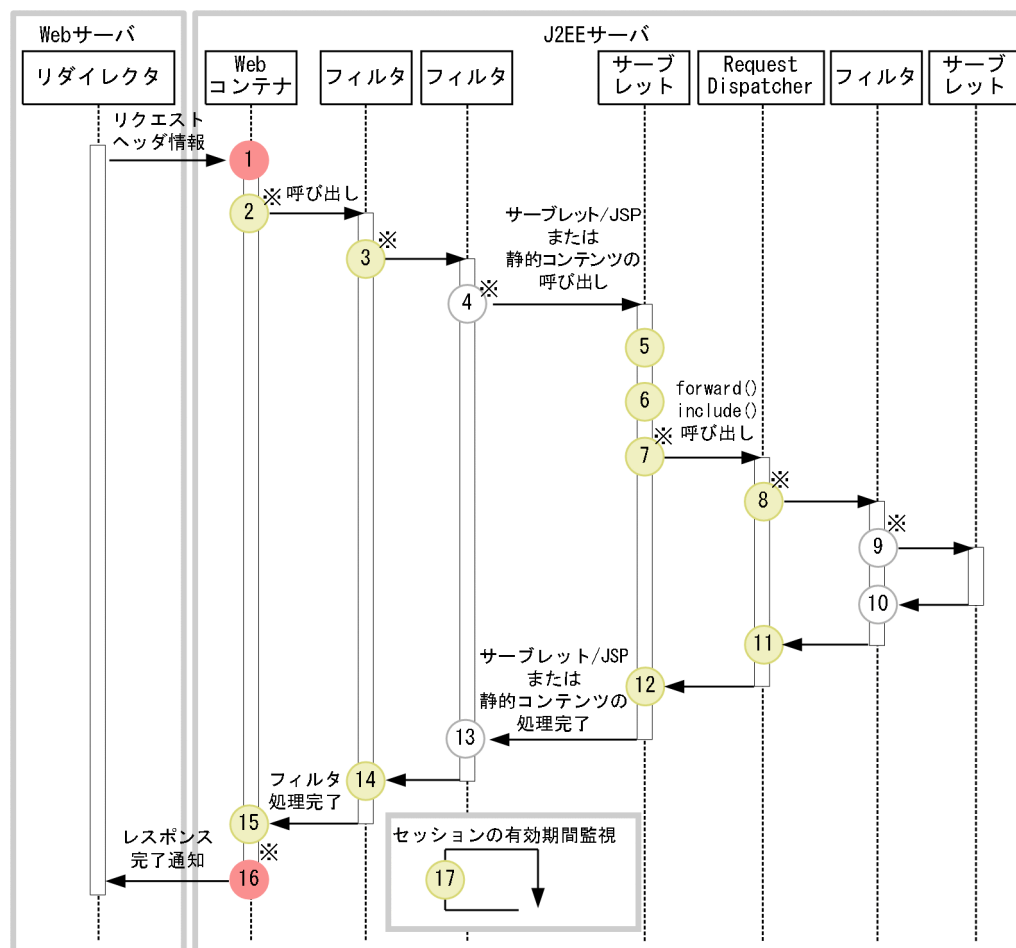 Webサーバ
J2EEサーバ
リダイレクタ
Web
コンテナ
フィルタ
フィルタ
サーブ
レット
Request
Dispatcher
フィルタ
サーブ
レット
リクエスト
ヘッダ情報
1
2
※
呼び出し
3
※
サーブレット/JSP
または
静的コンテンツの
呼び出し
4
※
5
6
forward()
include()
呼び出し
7
※
8
※
9
※
10
11
サーブレット/JSP
または
静的コンテンツの
処理完了
12
13
14
フィルタ
処理完了
15
レスポンス
完了通知
※
16
セッションの有効期間監視
17